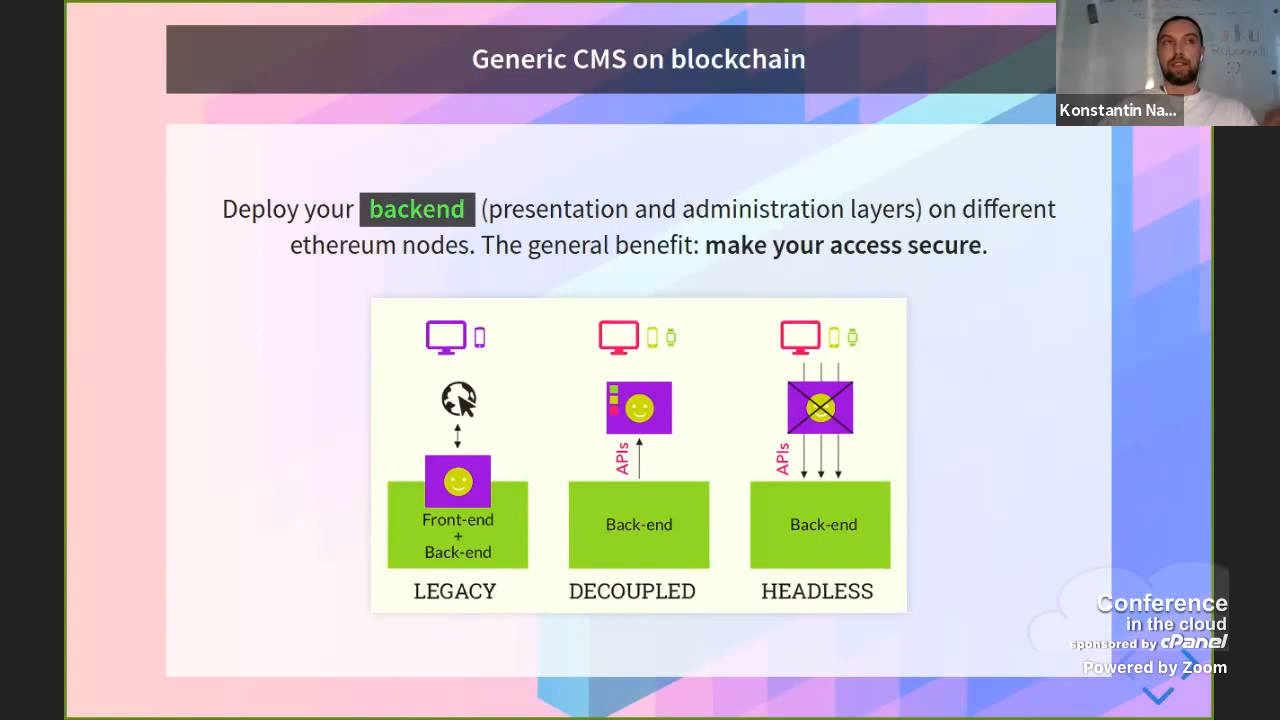 Generic CMS on blockchain
Konstantin Na...
Deploy your backend (presentation and administration layers) on different
ethereum nodes. The general benefit: make your access secure.
APIs
APIs
Front-end
+
Back-end
Back-end
Back-end
LEGACY
DECOUPLED
HEADLESS
Conference
in the cloud
sponsored by cPanel
Powered by Zoom